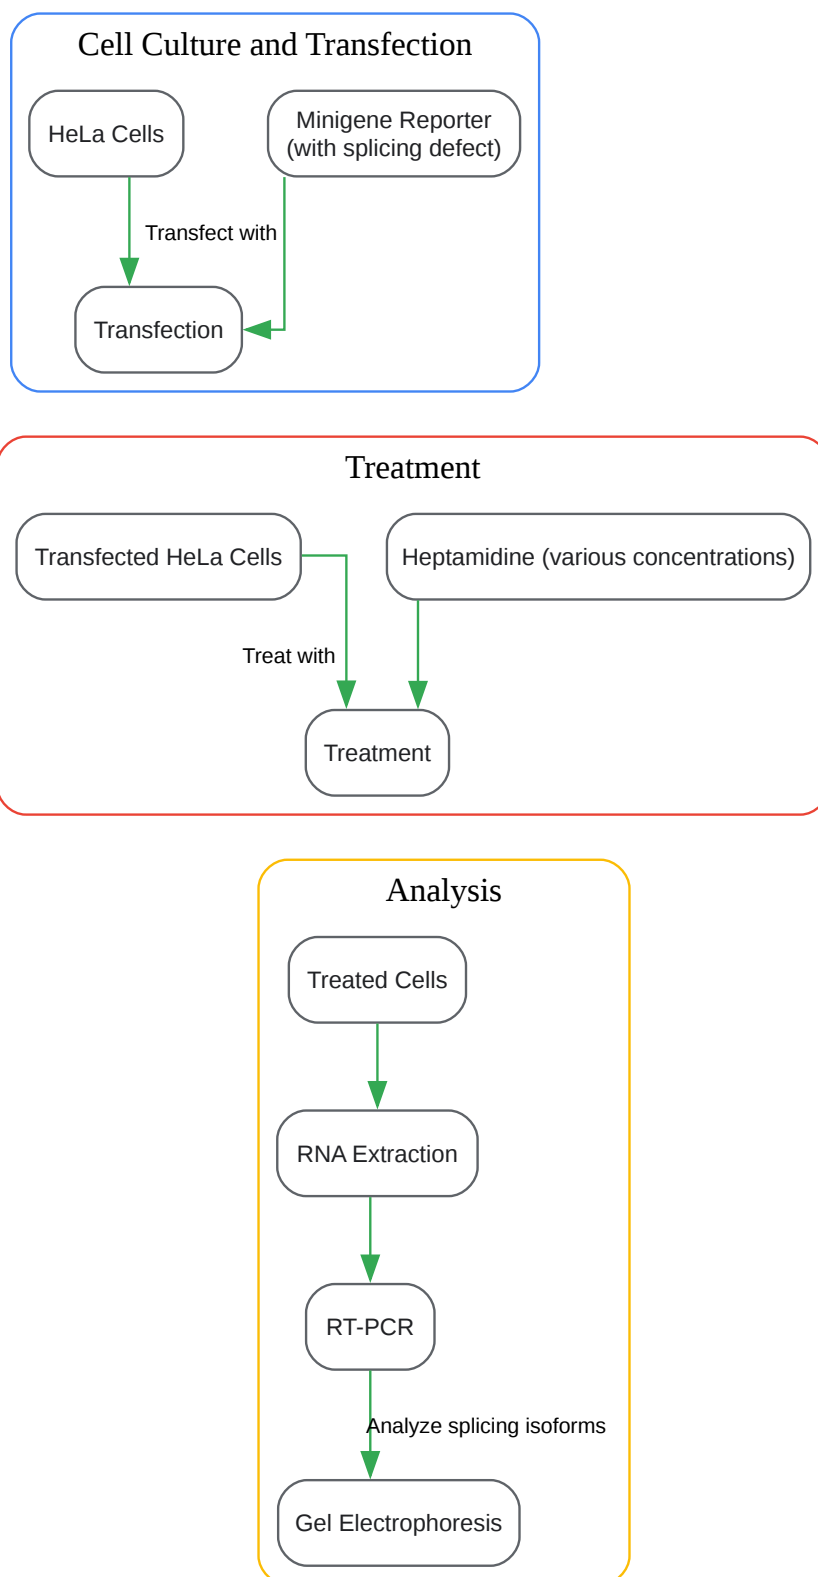 Cell Culture and Transfection
HeLa Cells
Minigene Reporter
(with splicing defect)
Transfect with
Transfection
Treatment
Transfected HeLa Cells
Heptamidine (various concentrations)
Treat with
Treatment
Analysis
Treated Cells
RNA Extraction
RT-PCR
Analyze splicing isoforms
Gel Electrophoresis